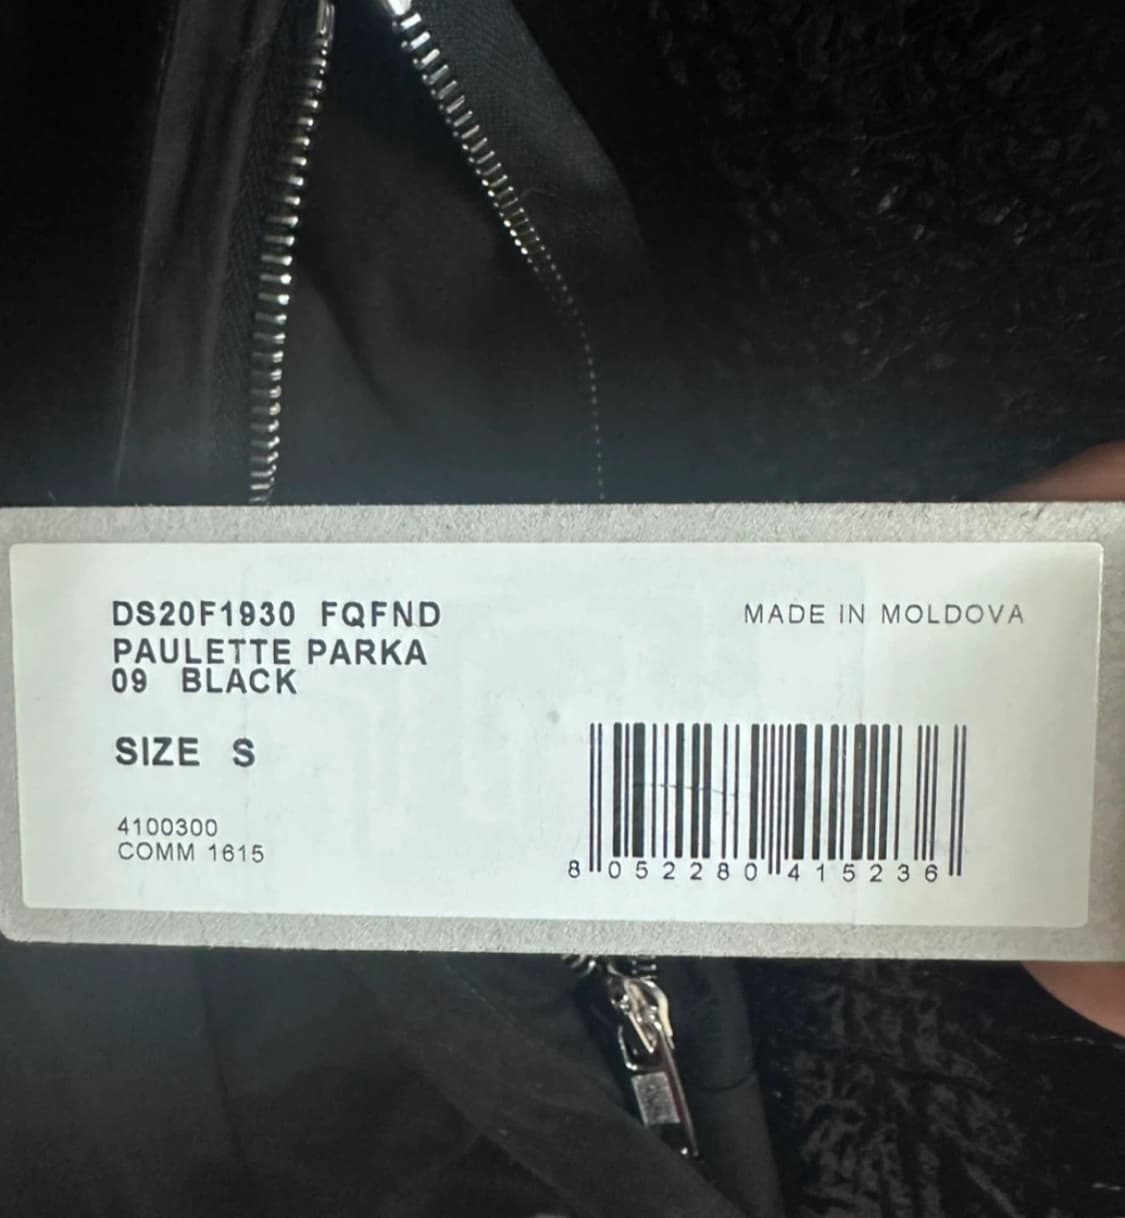 DS20F1930 FQFND
PAULETTE PARKA
09 BLACK
MADE IN MOLDOVA
SIZE S
4100300
COMM 1615
8 052280 415236